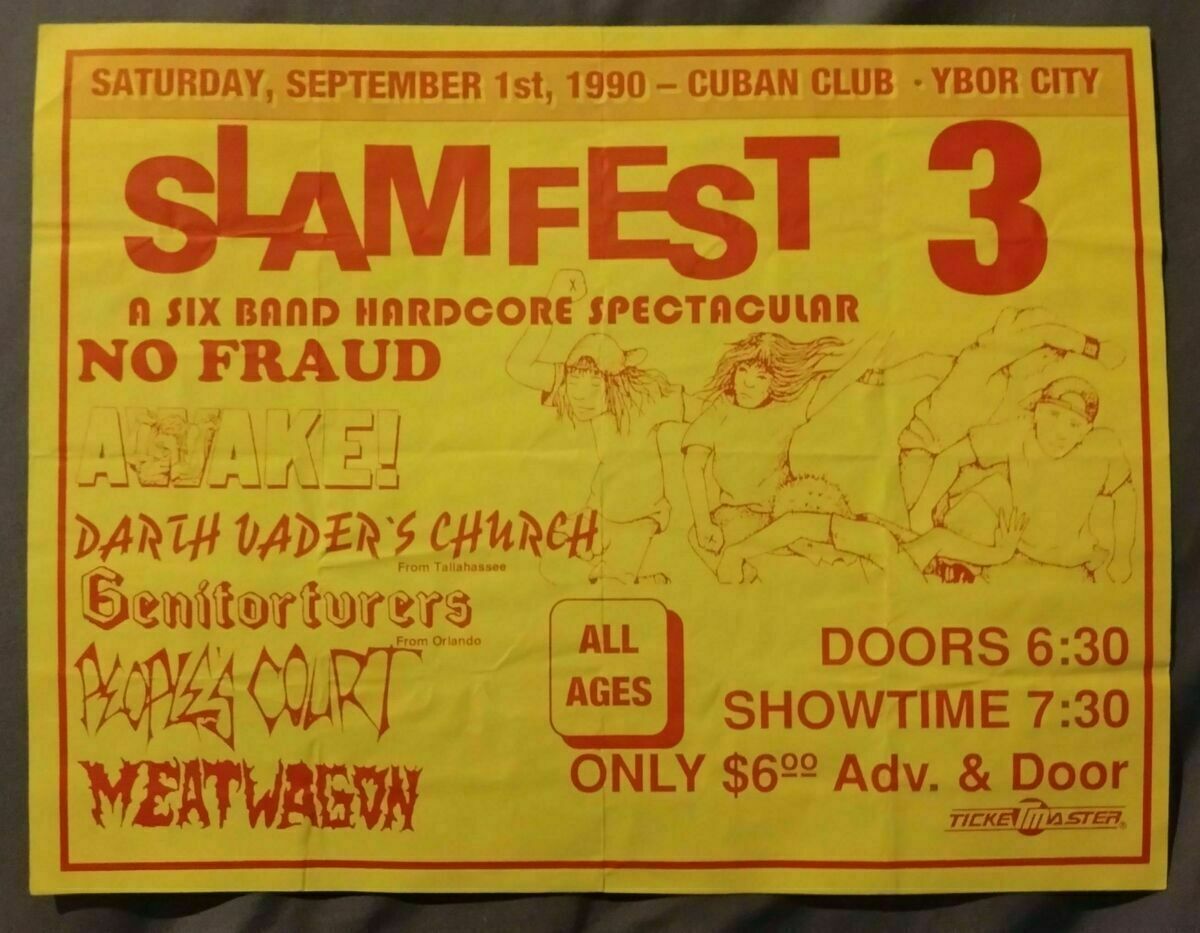 SATURDAY, SEPTEMBER 1st, 1990 – CUBAN CLUB · YBOR CITY
SLAMFEST 3
A SIX BAND HARDCORE SPECTACULAR
X
NO FRAUD
AWAKE!
DARTH VADER'S CHURCH
From Tallahassee
Genitorturers
From Orlando
PEOPLE'S COURT
MEATWAGON
ALL
AGES
DOORS 6:30
SHOWTIME 7:30
ONLY $600 Adv. & Door
TICKETMASTER®